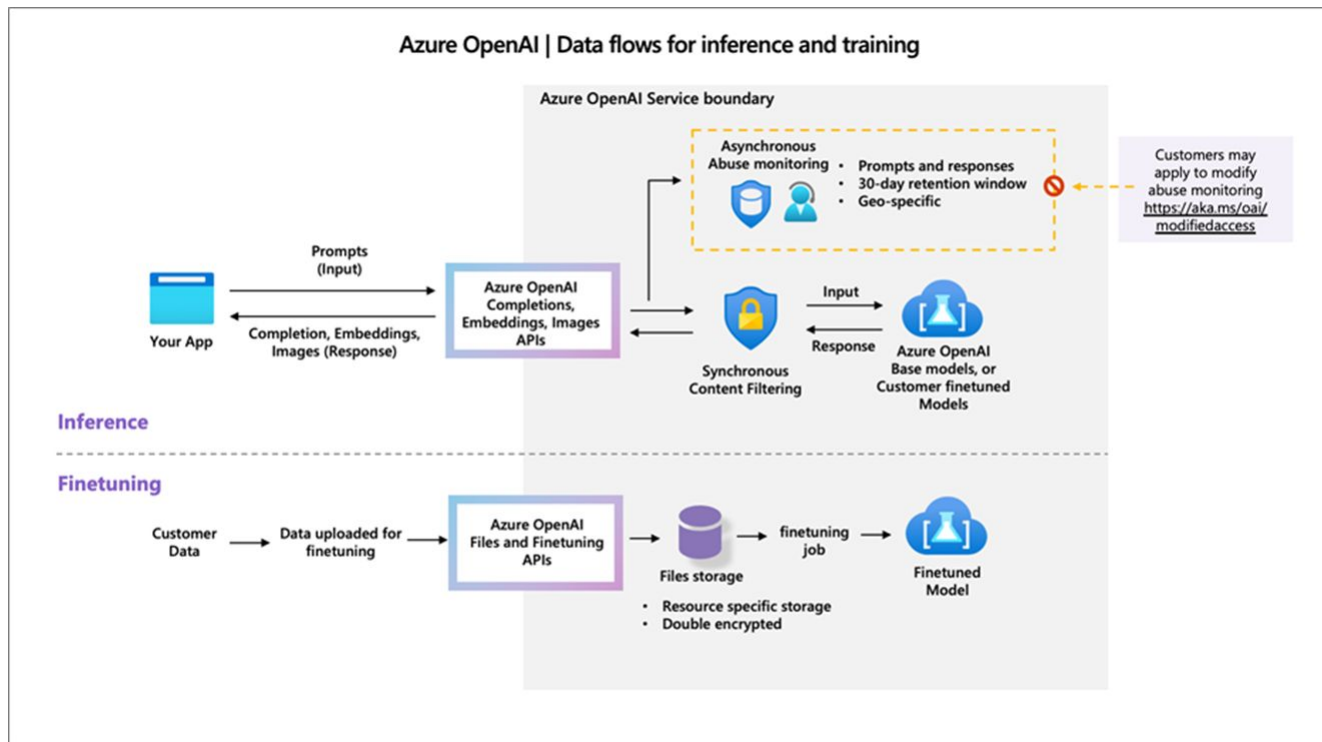 Azure OpenAI | Data flows for inference and training
Azure OpenAI Service boundary
Asynchronous
Abuse monitoring
• Prompts and responses
• 30-day retention window
• Geo-specific
Customers may
apply to modify
abuse monitoring
https://aka.ms/oai/
modifiedaccess
Prompts
(Input)
Your App
Completion, Embeddings,
Images (Response)
Azure OpenAI
Completions,
Embeddings, Images
APIs
Synchronous
Content Filtering
Input
Response
Azure OpenAI
Base models, or
Customer finetuned
Models
Inference
Finetuning
Customer
Data
Data uploaded for
finetuning
Azure OpenAI
Files and Finetuning
APIs
Files storage
• Resource specific storage
• Double encrypted
finetuning
job
Finetuned
Model